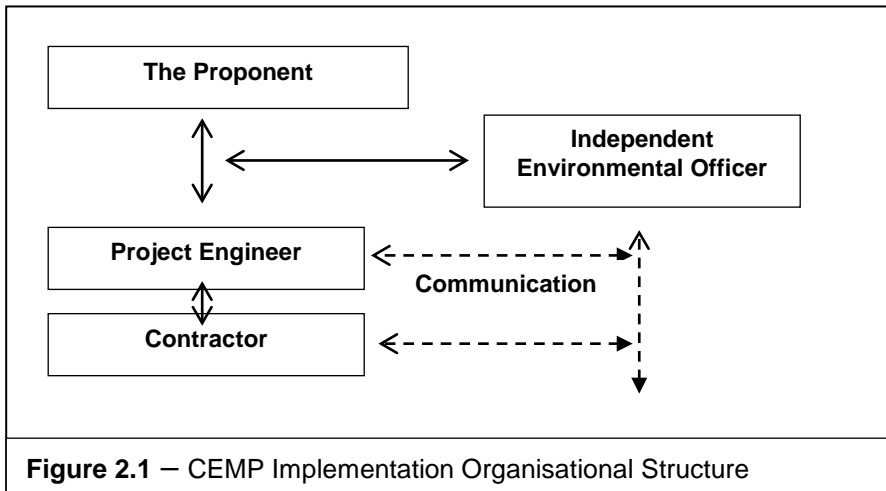 The Proponent
Independent
Environmental Officer
Project Engineer
Communication
Contractor
Figure 2.1 – CEMP Implementation Organisational Structure